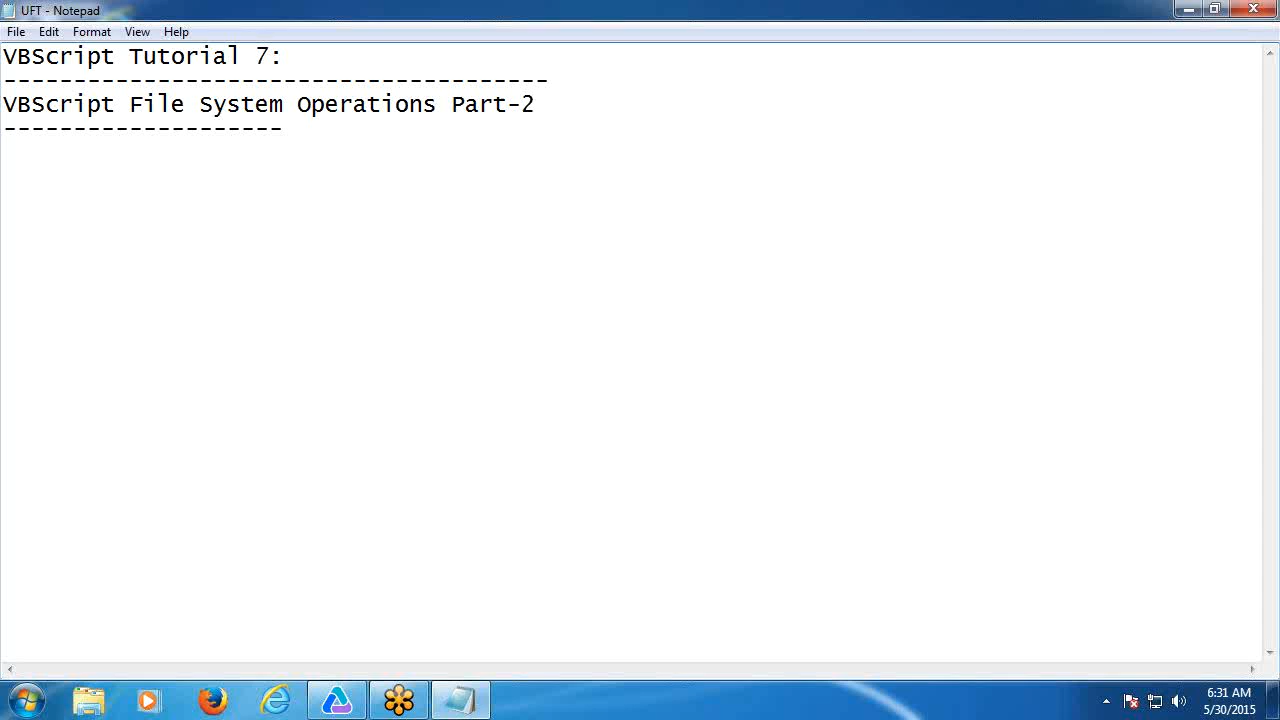 UFT - Notepad
File Edit Format View Help
VBScript Tutorial 7:
---------------------------------------
VBScript File System Operations Part-2
--------------------
6:31 AM
5/30/2015